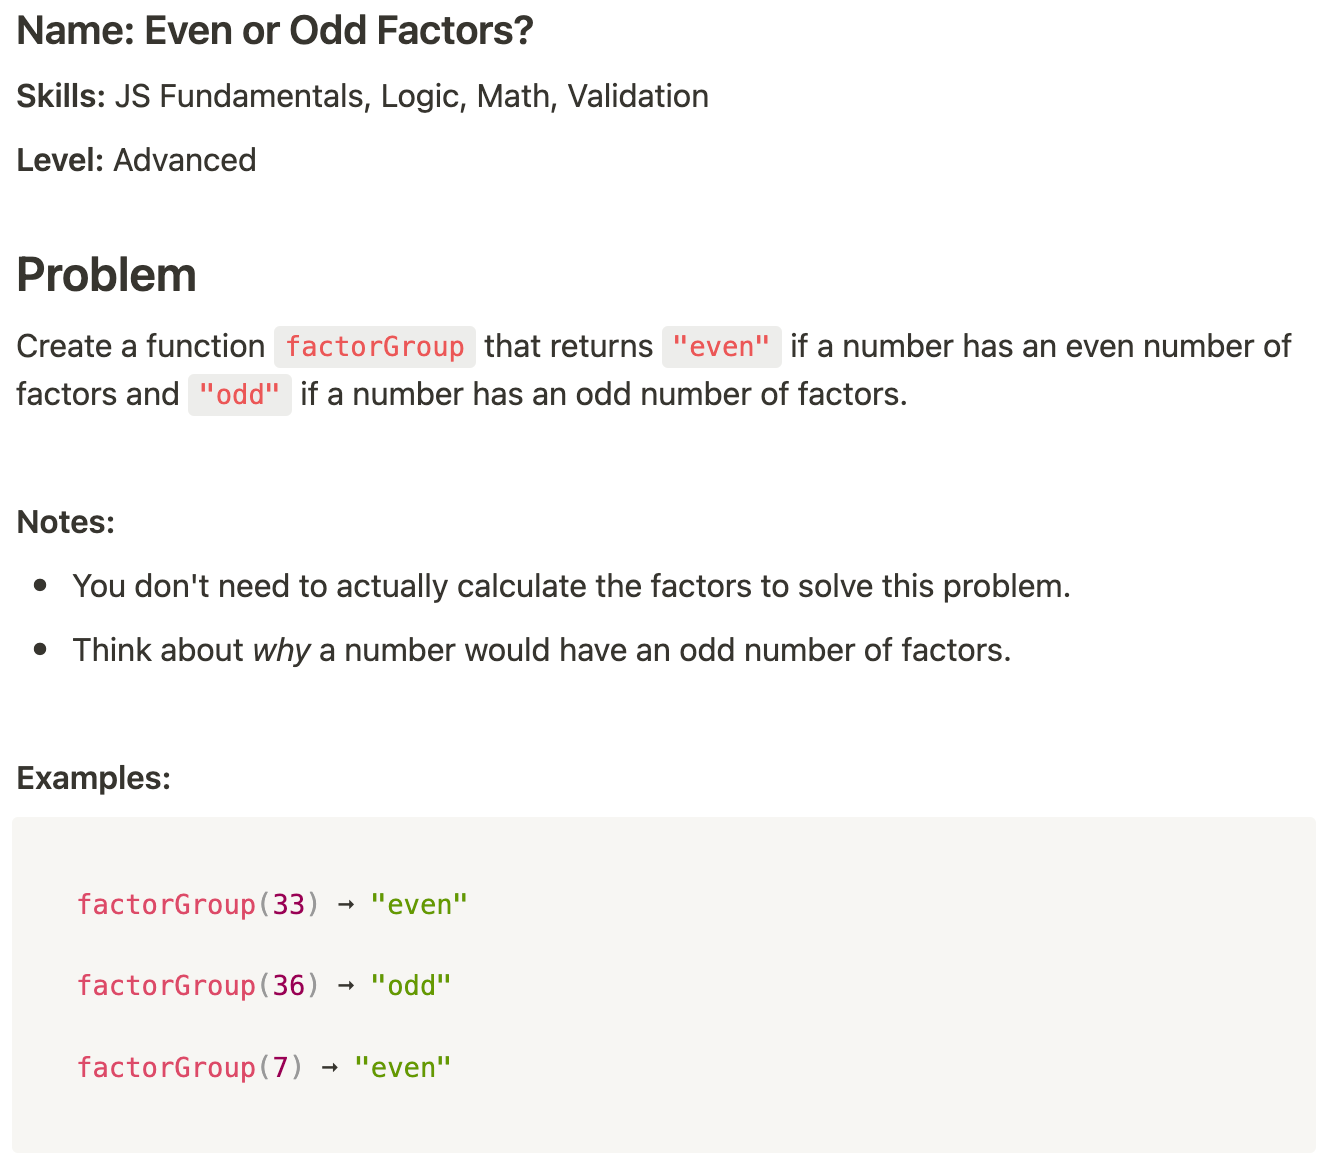 Name: Even or Odd Factors?
Skills: JS Fundamentals, Logic, Math, Validation
Level: Advanced
Problem
Create a function factorGroup that returns "even" if a number has an even number of
factors and "odd" if a number has an odd number of factors.
Notes:
• You don't need to actually calculate the factors to solve this problem.
• Think about why a number would have an odd number of factors.
Examples:
factorGroup(33) → "even"
factorGroup(36) → "odd"
factorGroup(7) → "even"